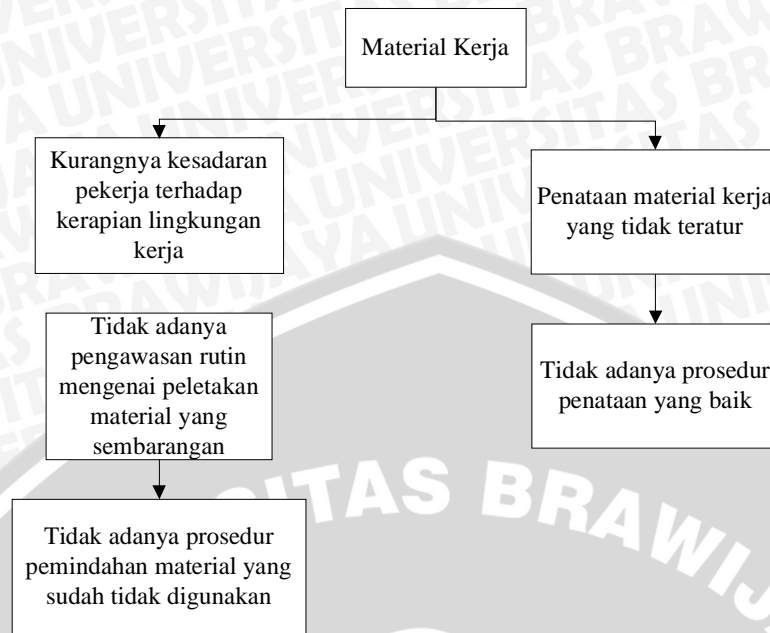 Material Kerja
Kurangnya kesadaran
pekerja terhadap
kerapian lingkungan
kerja
Penataan material kerja
yang tidak teratur
Tidak adanya
pengawasan rutin
mengenai peletakan
material yang
sembarangan
Tidak adanya prosedur
penataan yang baik
Tidak adanya prosedur
pemindahan material yang
sudah tidak digunakan